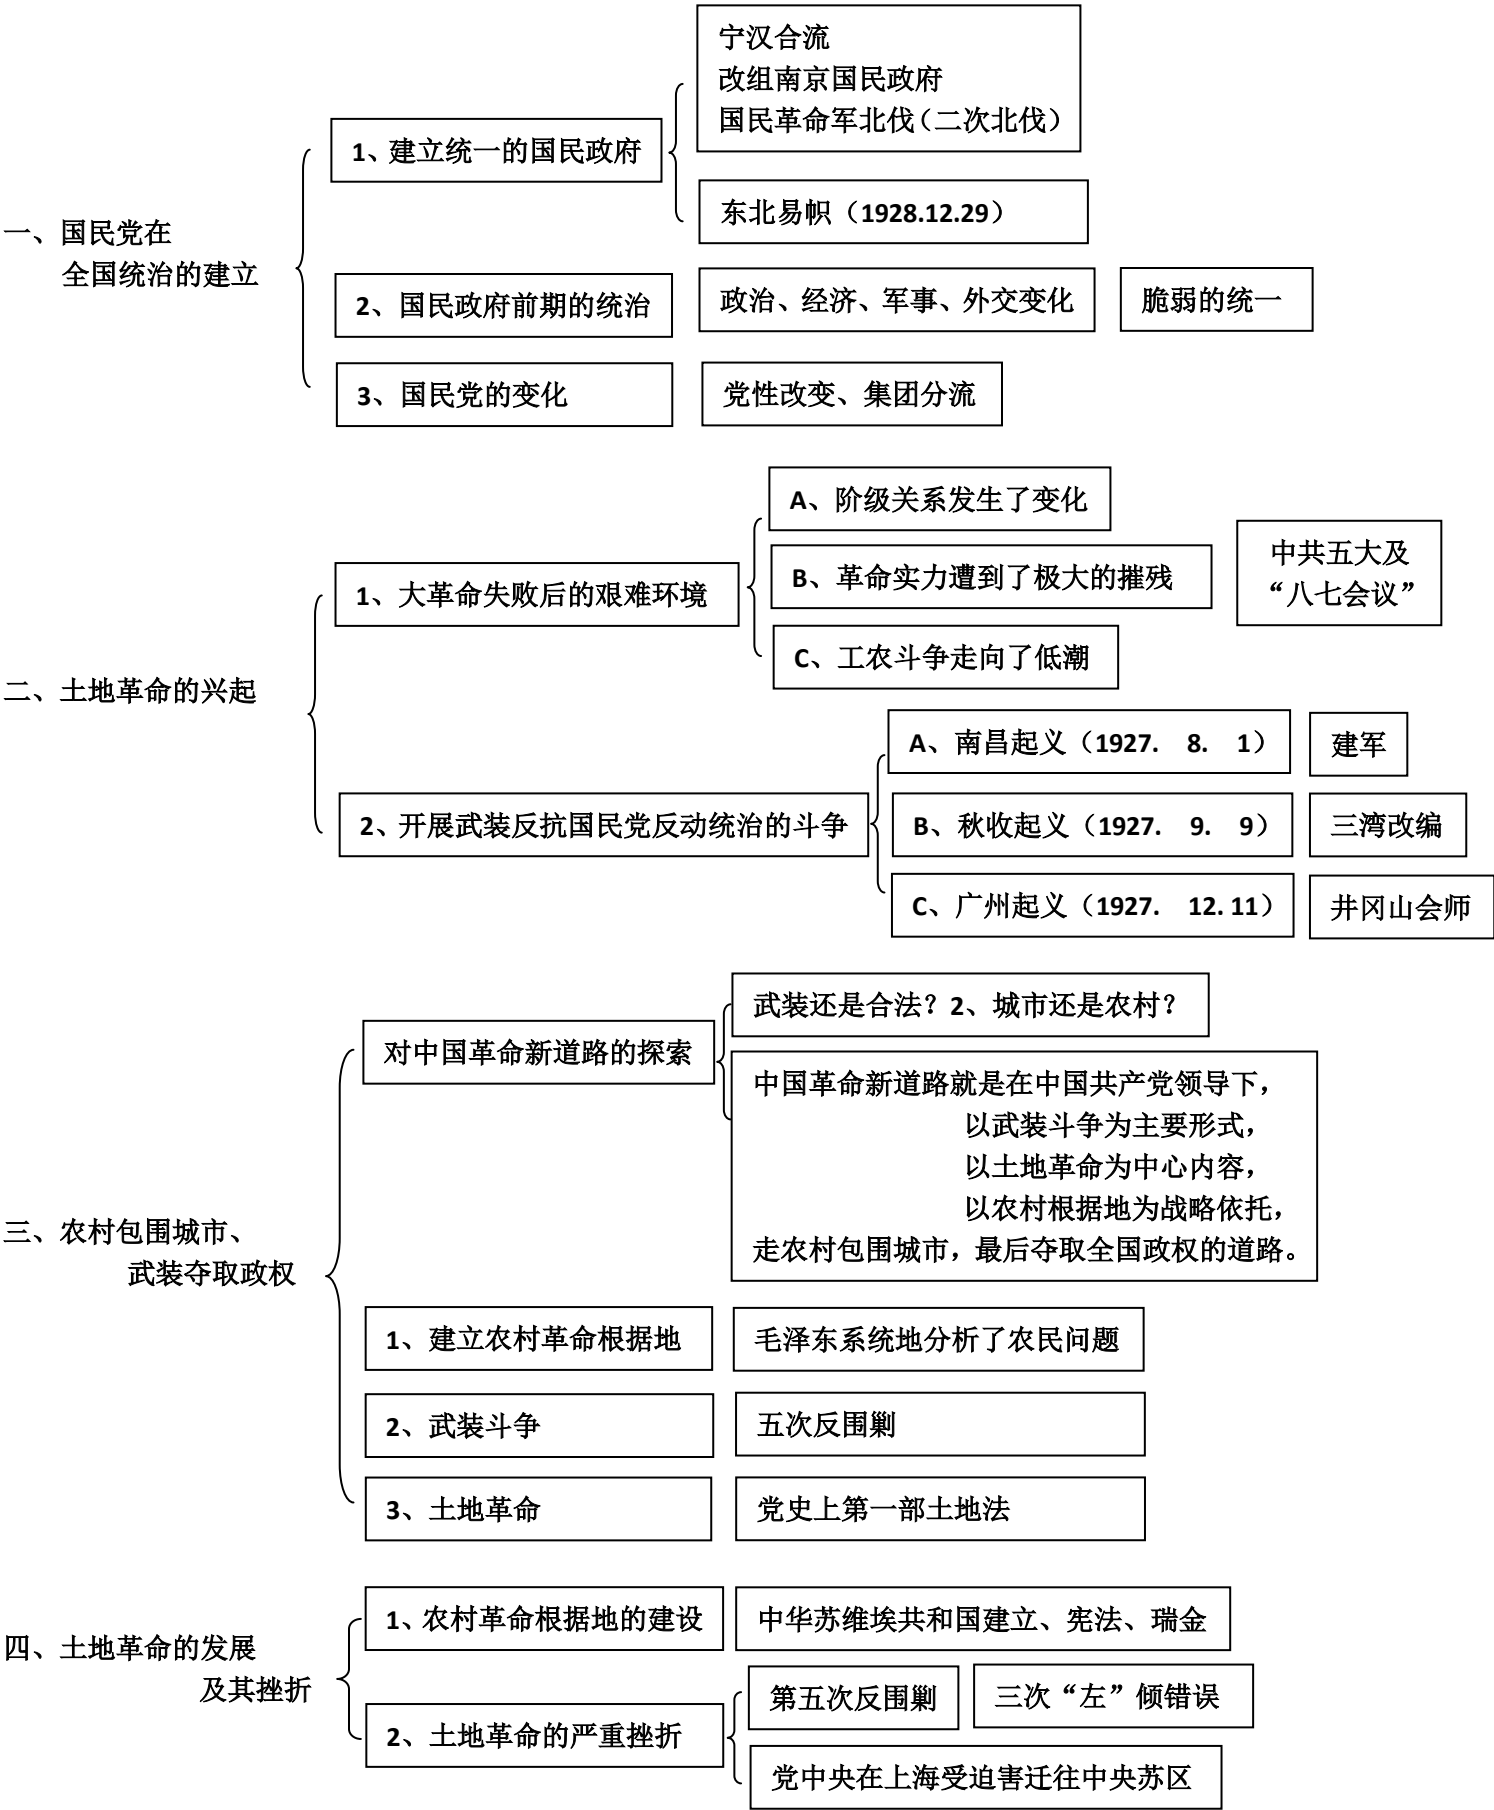 一、国民党在
全国统治的建立
1、建立统一的国民政府
宁汉合流
改组南京国民政府
国民革命军北伐（二次北伐）
东北易帜（1928.12.29）
2、国民政府前期的统治
政治、经济、军事、外交变化
脆弱的统一
3、国民党的变化
党性改变、集团分流
二、土地革命的兴起
1、大革命失败后的艰难环境
A、阶级关系发生了变化
B、革命实力遭到了极大的摧残
C、工农斗争走向了低潮
中共五大及
“八七会议”
2、开展武装反抗国民党反动统治的斗争
A、南昌起义（1927. 8. 1）
建军
B、秋收起义（1927. 9. 9）
三湾改编
C、广州起义（1927. 12. 11）
井冈山会师
三、农村包围城市、
武装夺取政权
对中国革命新道路的探索
武装还是合法？2、城市还是农村？
中国革命新道路就是在中国共产党领导下，
以武装斗争为主要形式，
以土地革命为中心内容，
以农村根据地为战略依托，
走农村包围城市，最后夺取全国政权的道路。
1、建立农村革命根据地
毛泽东系统地分析了农民问题
2、武装斗争
五次反围剿
3、土地革命
党史上第一部土地法
四、土地革命的发展
及其挫折
1、农村革命根据地的建设
中华苏维埃共和国建立、宪法、瑞金
2、土地革命的严重挫折
第五次反围剿
三次“左”倾错误
党中央在上海受迫害迁往中央苏区